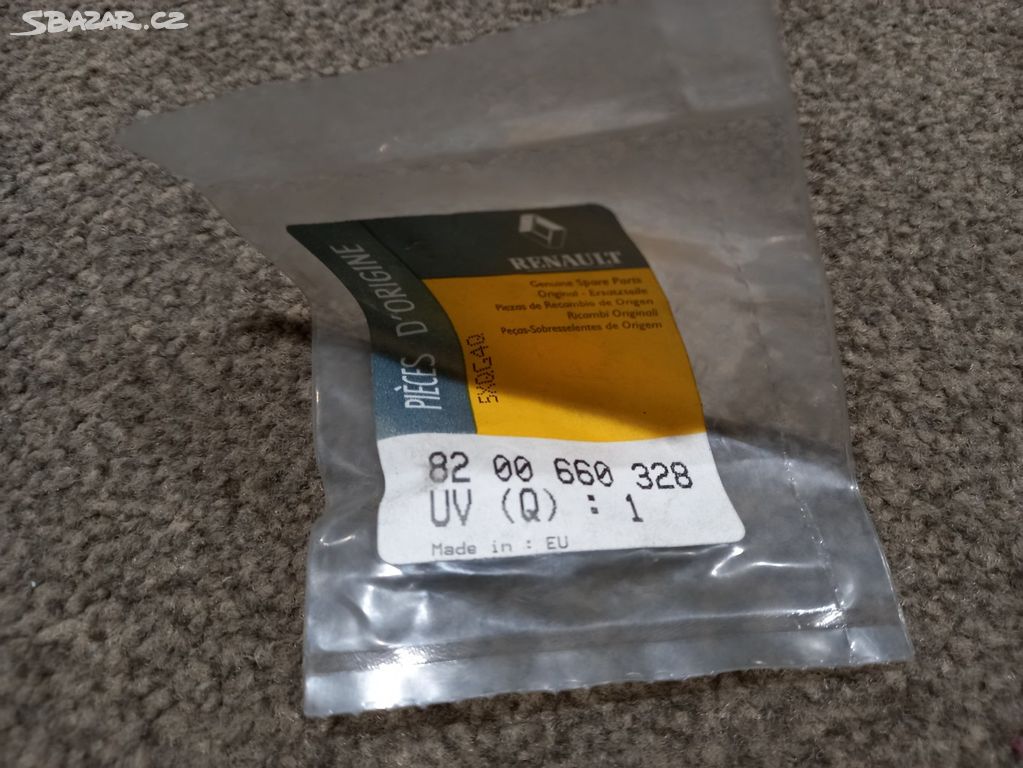 SBAZAR.CZ
RENAULT
PIÈCES D'ORIGINE
Genuine Spare Parts
Original - Ersatzteile
Piezas de Recambio de Origen
Ricambi Originali
Peças-Sobresselentes de Origem
82 00 660 328
UV (Q) : 1
Made in : EU